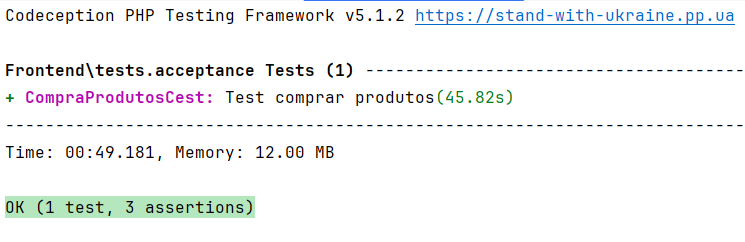 Codeception PHP Testing Framework v5.1.2 https://stand-with-ukraine.pp.ua
Frontend\tests.acceptance Tests (1) ---------------------------------------
+ CompraProdutosCest: Test comprar produtos(45.82s)
---------------------------------------------------------------------------
Time: 00:49.181, Memory: 12.00 MB
OK (1 test, 3 assertions)